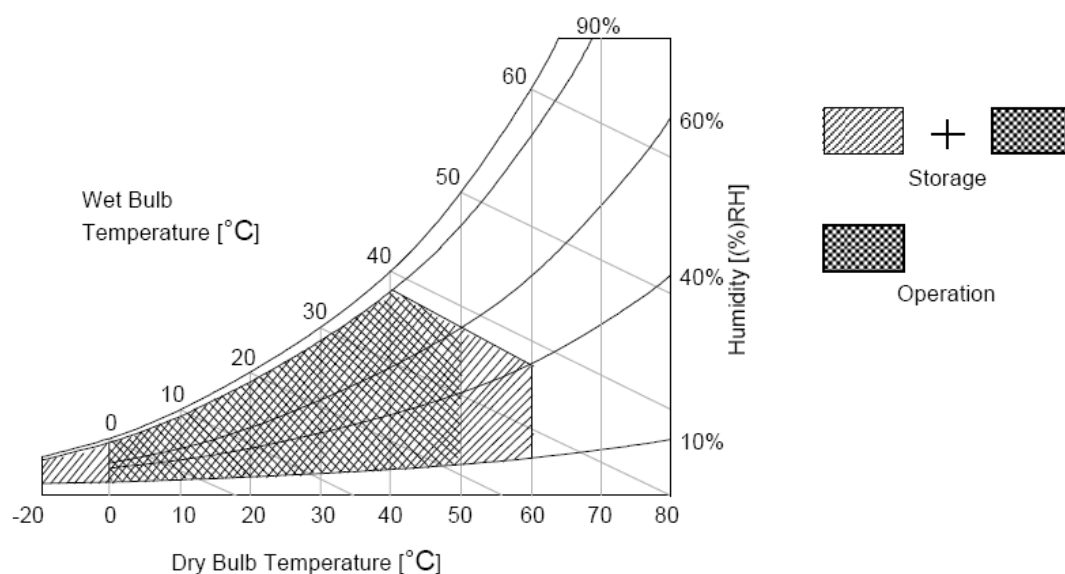 90%
60
60%
50
Wet Bulb
Temperature [°C]
40
30
20
10
0
40%
10%
Humidity [(%)RH]
-20 0 10 20 30 40 50 60 70 80
Dry Bulb Temperature [°C]
+
Storage
Operation